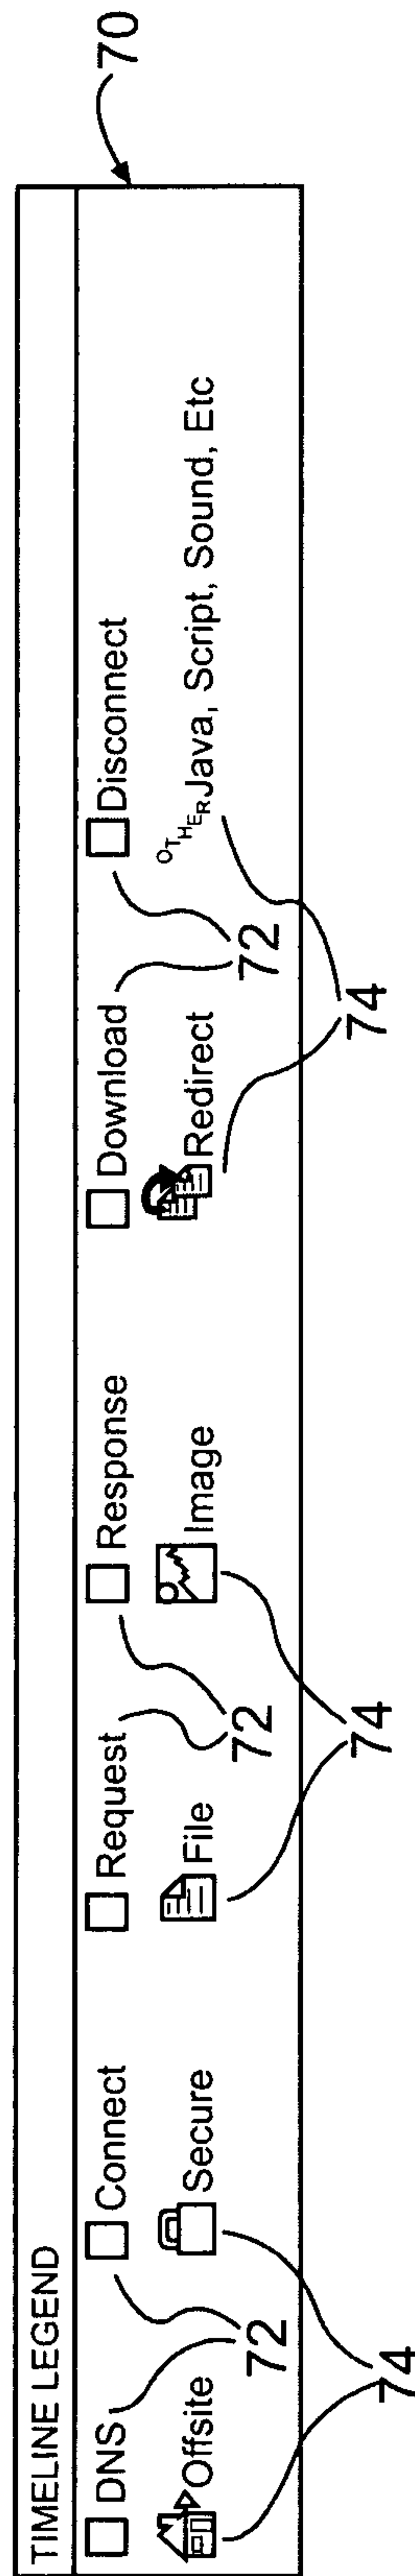 TIMELINE LEGEND
DNS Connect Request Response Download Disconnect
Offsite Secure File Image Redirect OTHER Java, Script, Sound, Etc
70
72 72 72
74 74 74